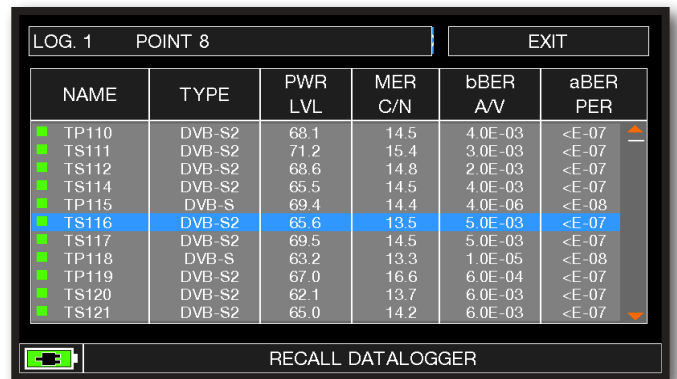 LOG. 1 POINT 8 EXIT
NAME TYPE PWR LVL MER C/N bBER A/V aBER PER
TP110 DVB-S2 68.1 14.5 4.0E-03 <E-07
TS111 DVB-S2 71.2 15.4 3.0E-03 <E-07
TS112 DVB-S2 68.6 14.8 2.0E-03 <E-07
TS114 DVB-S2 65.5 14.5 4.0E-03 <E-07
TP115 DVB-S 69.4 14.4 4.0E-06 <E-08
TS116 DVB-S2 65.6 13.5 5.0E-03 <E-07
TS117 DVB-S2 69.5 14.5 5.0E-03 <E-07
TP118 DVB-S 63.2 13.3 1.0E-05 <E-08
TP119 DVB-S2 67.0 16.6 6.0E-04 <E-07
TS120 DVB-S2 62.1 13.7 6.0E-03 <E-07
TS121 DVB-S2 65.0 14.2 6.0E-03 <E-07
RECALL DATALOGGER